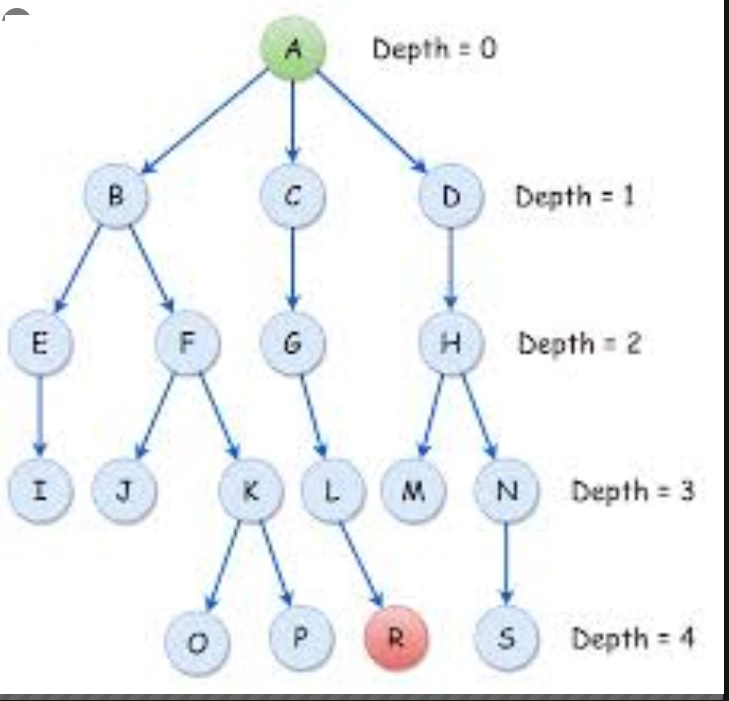 A Depth = 0
B C D Depth = 1
E F G H Depth = 2
I J K L M N Depth = 3
O P R S Depth = 4